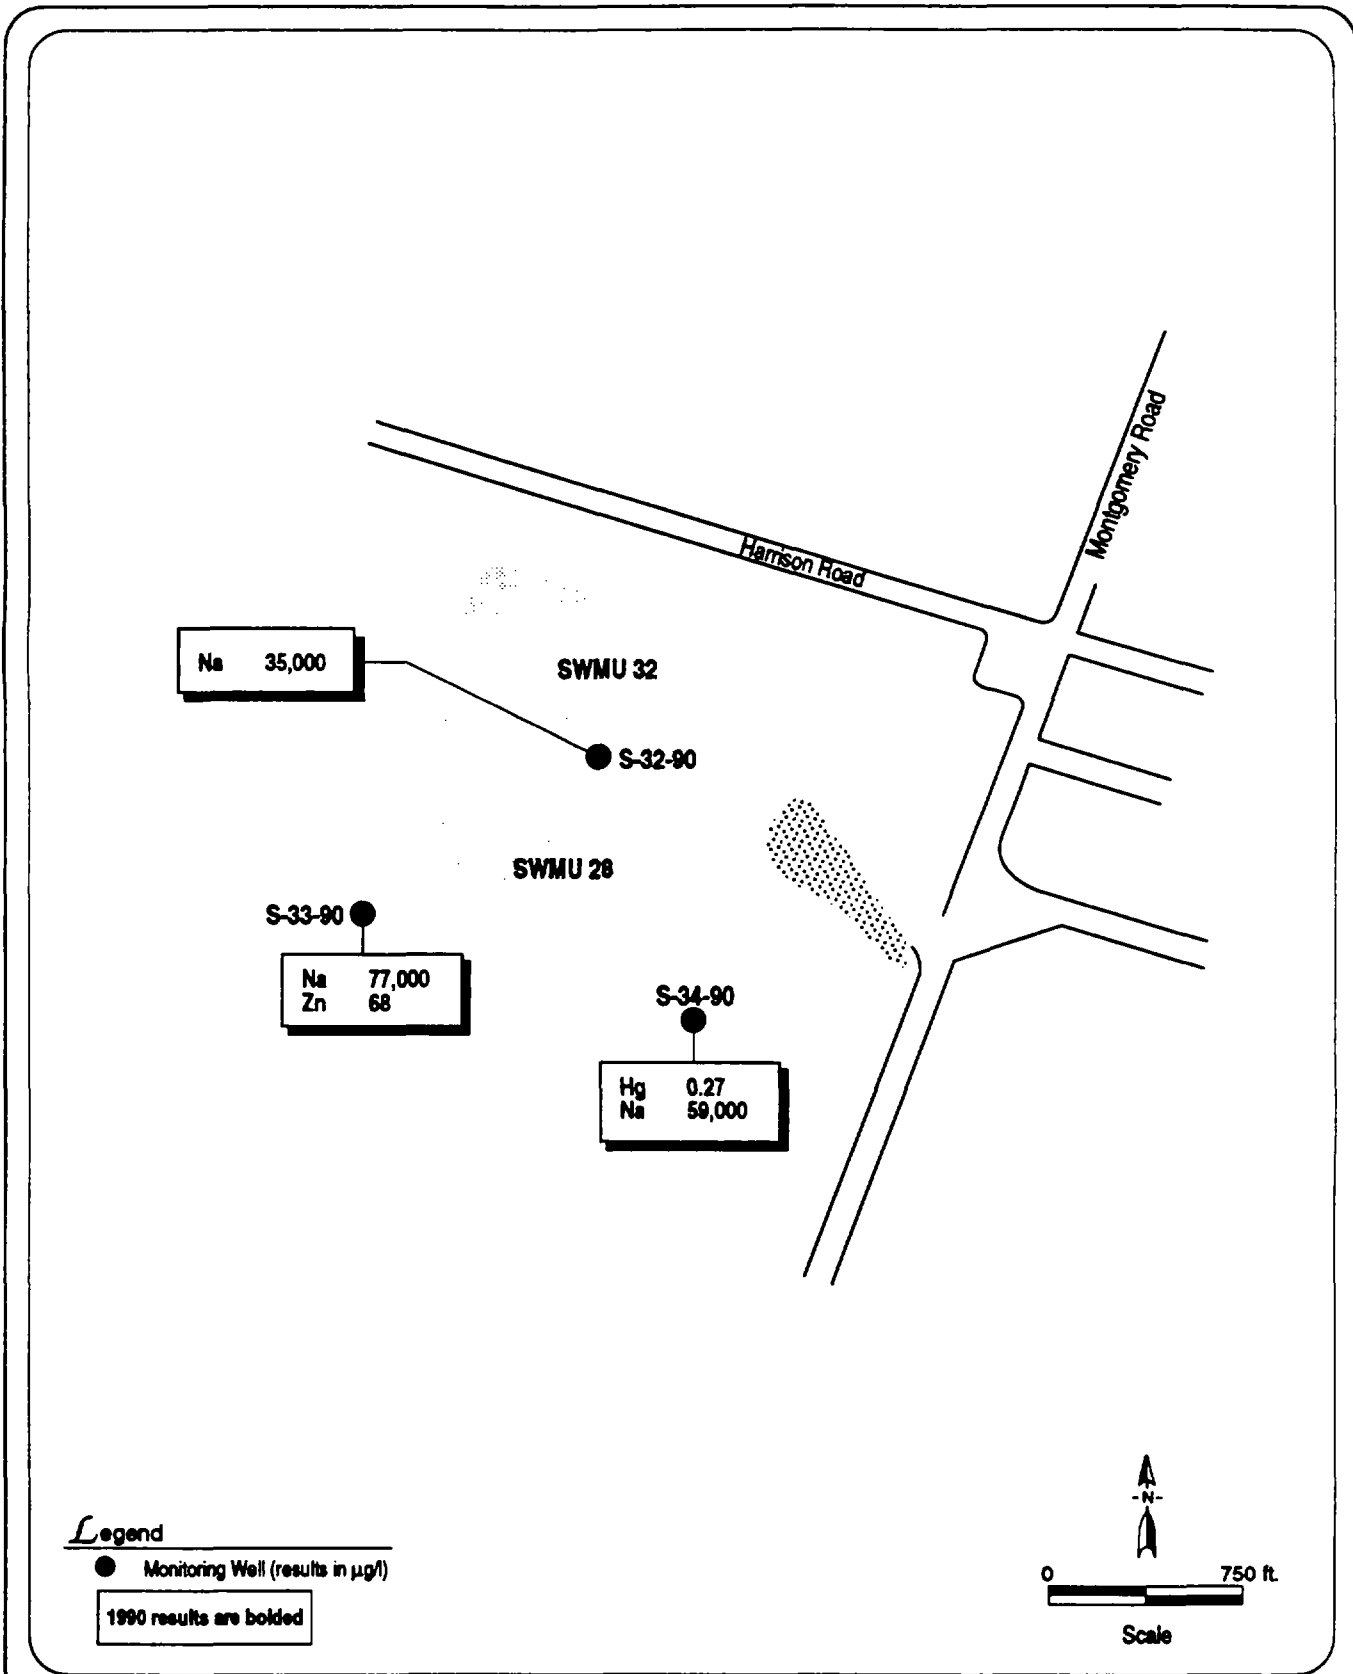 Montgomery Road
Harrison Road
Na 35,000
SWMU 32
S-32-90
SWMU 28
S-33-90
Na 77,000
Zn 68
S-34-90
Hg 0.27
Na 59,000
Legend
Monitoring Well (results in µg/l)
1990 results are bolded
-N-
0 750 ft.
Scale